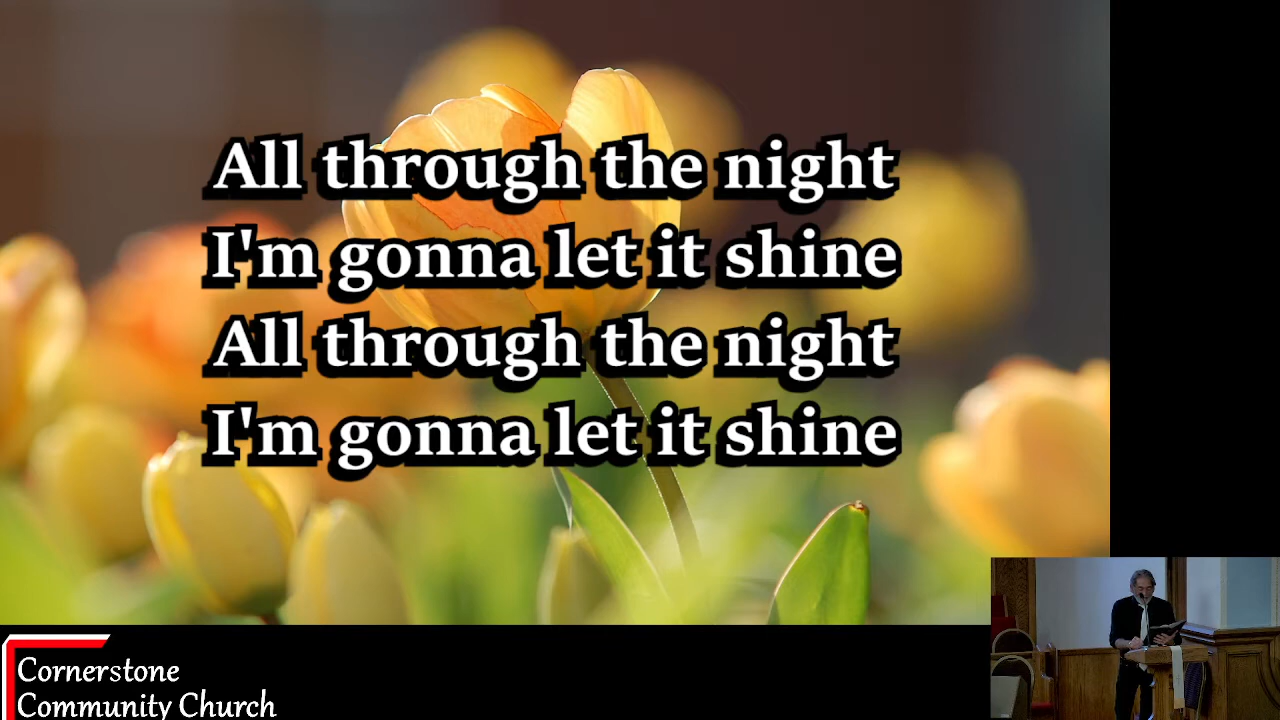 All through the night
I'm gonna let it shine
All through the night
I'm gonna let it shine
Cornerstone
Community Church